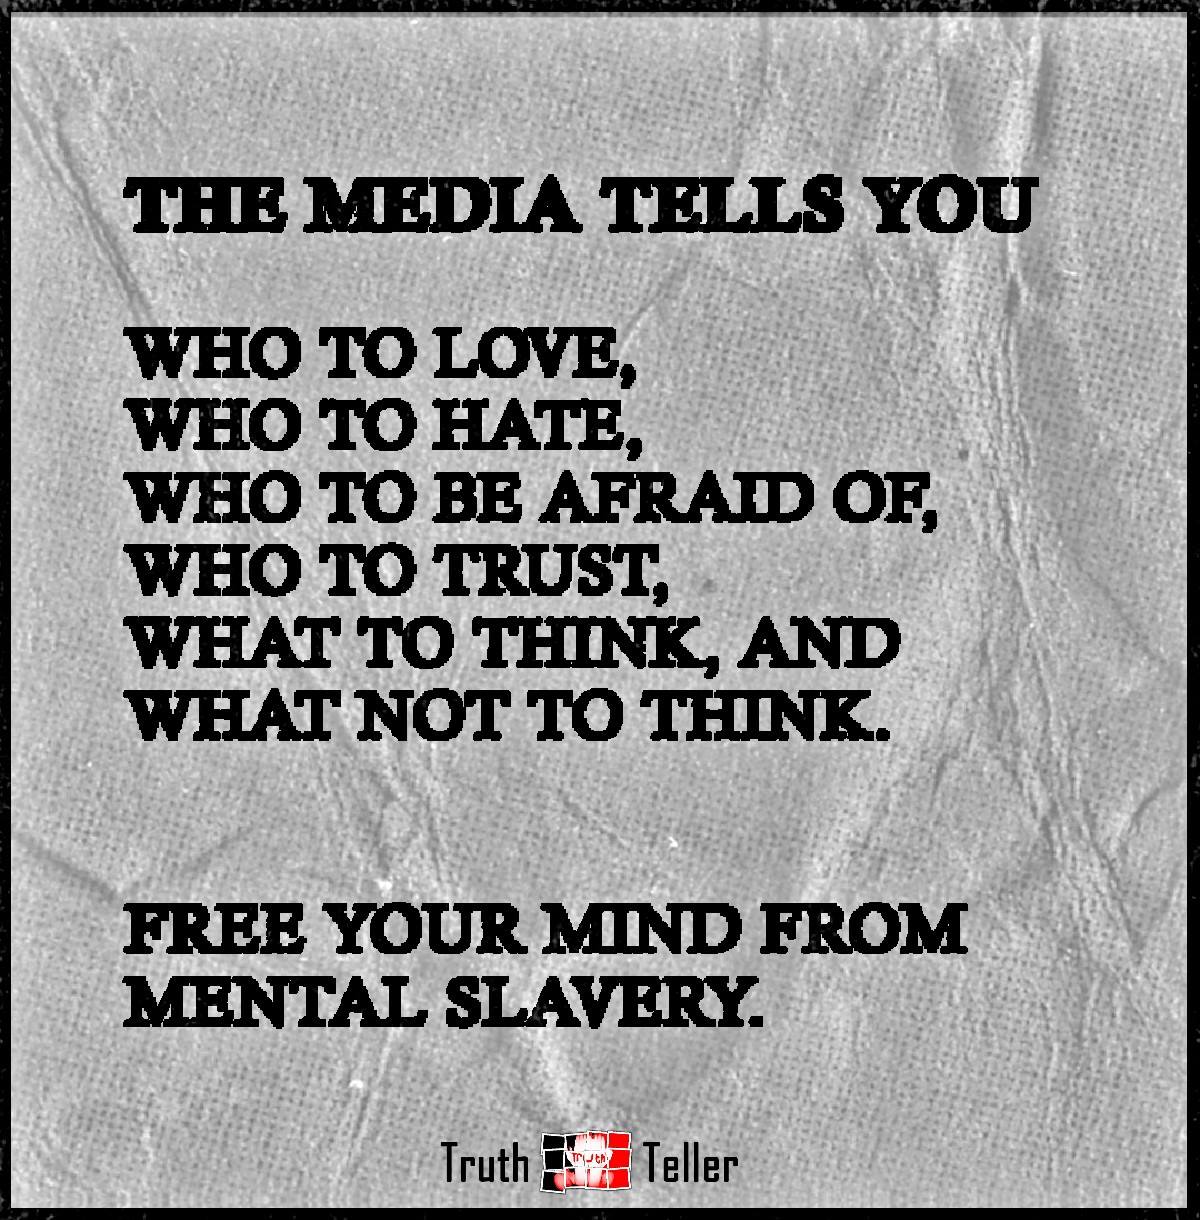 THE MEDIA TELLS YOU
WHO TO LOVE,
WHO TO HATE,
WHO TO BE AFRAID OF,
WHO TO TRUST,
WHAT TO THINK, AND
WHAT NOT TO THINK.
FREE YOUR MIND FROM
MENTAL SLAVERY.
Truth Truth Teller